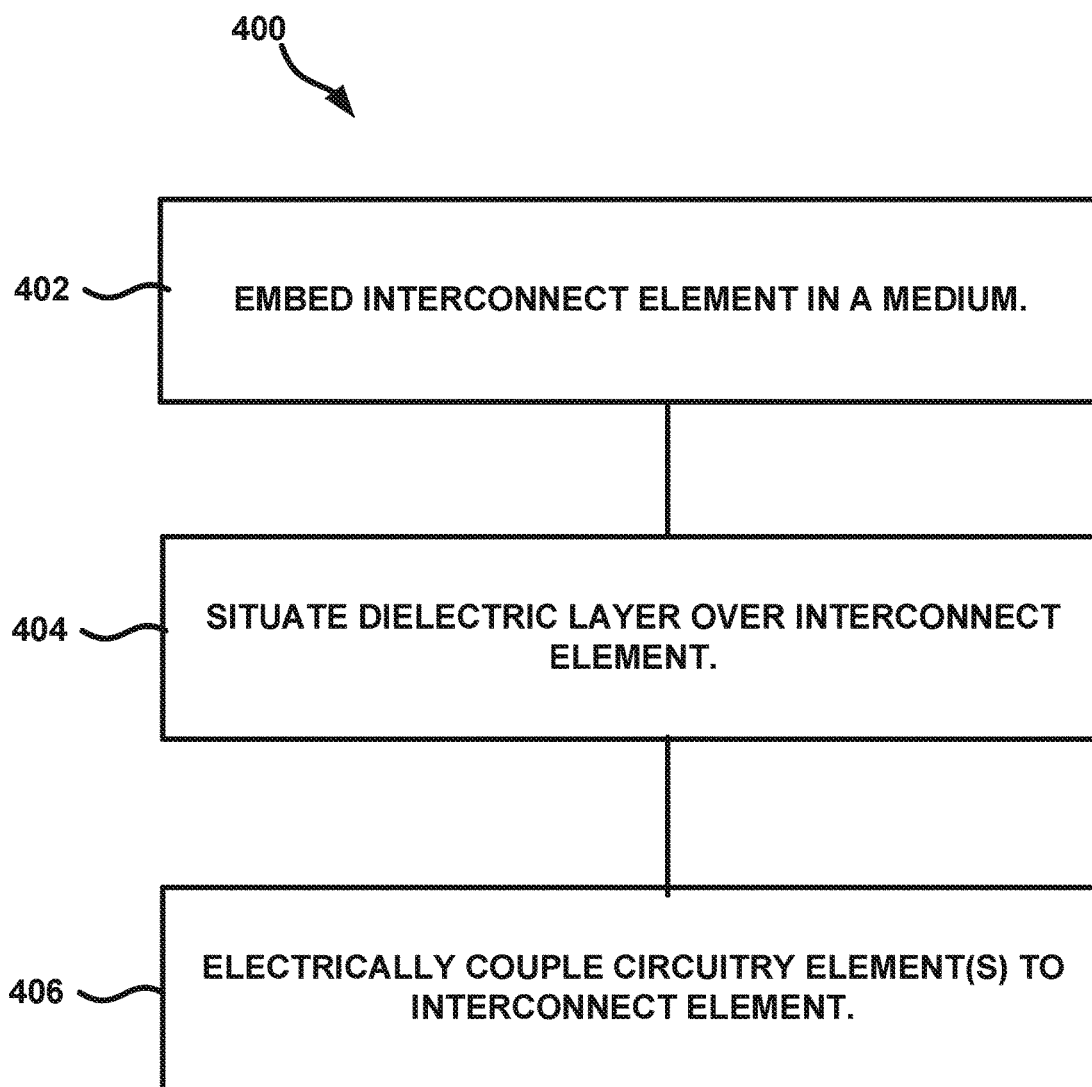 400
402
EMBED INTERCONNECT ELEMENT IN A MEDIUM.
404
SITUATE DIELECTRIC LAYER OVER INTERCONNECT
ELEMENT.
406
ELECTRICALLY COUPLE CIRCUITRY ELEMENT(S) TO
INTERCONNECT ELEMENT.